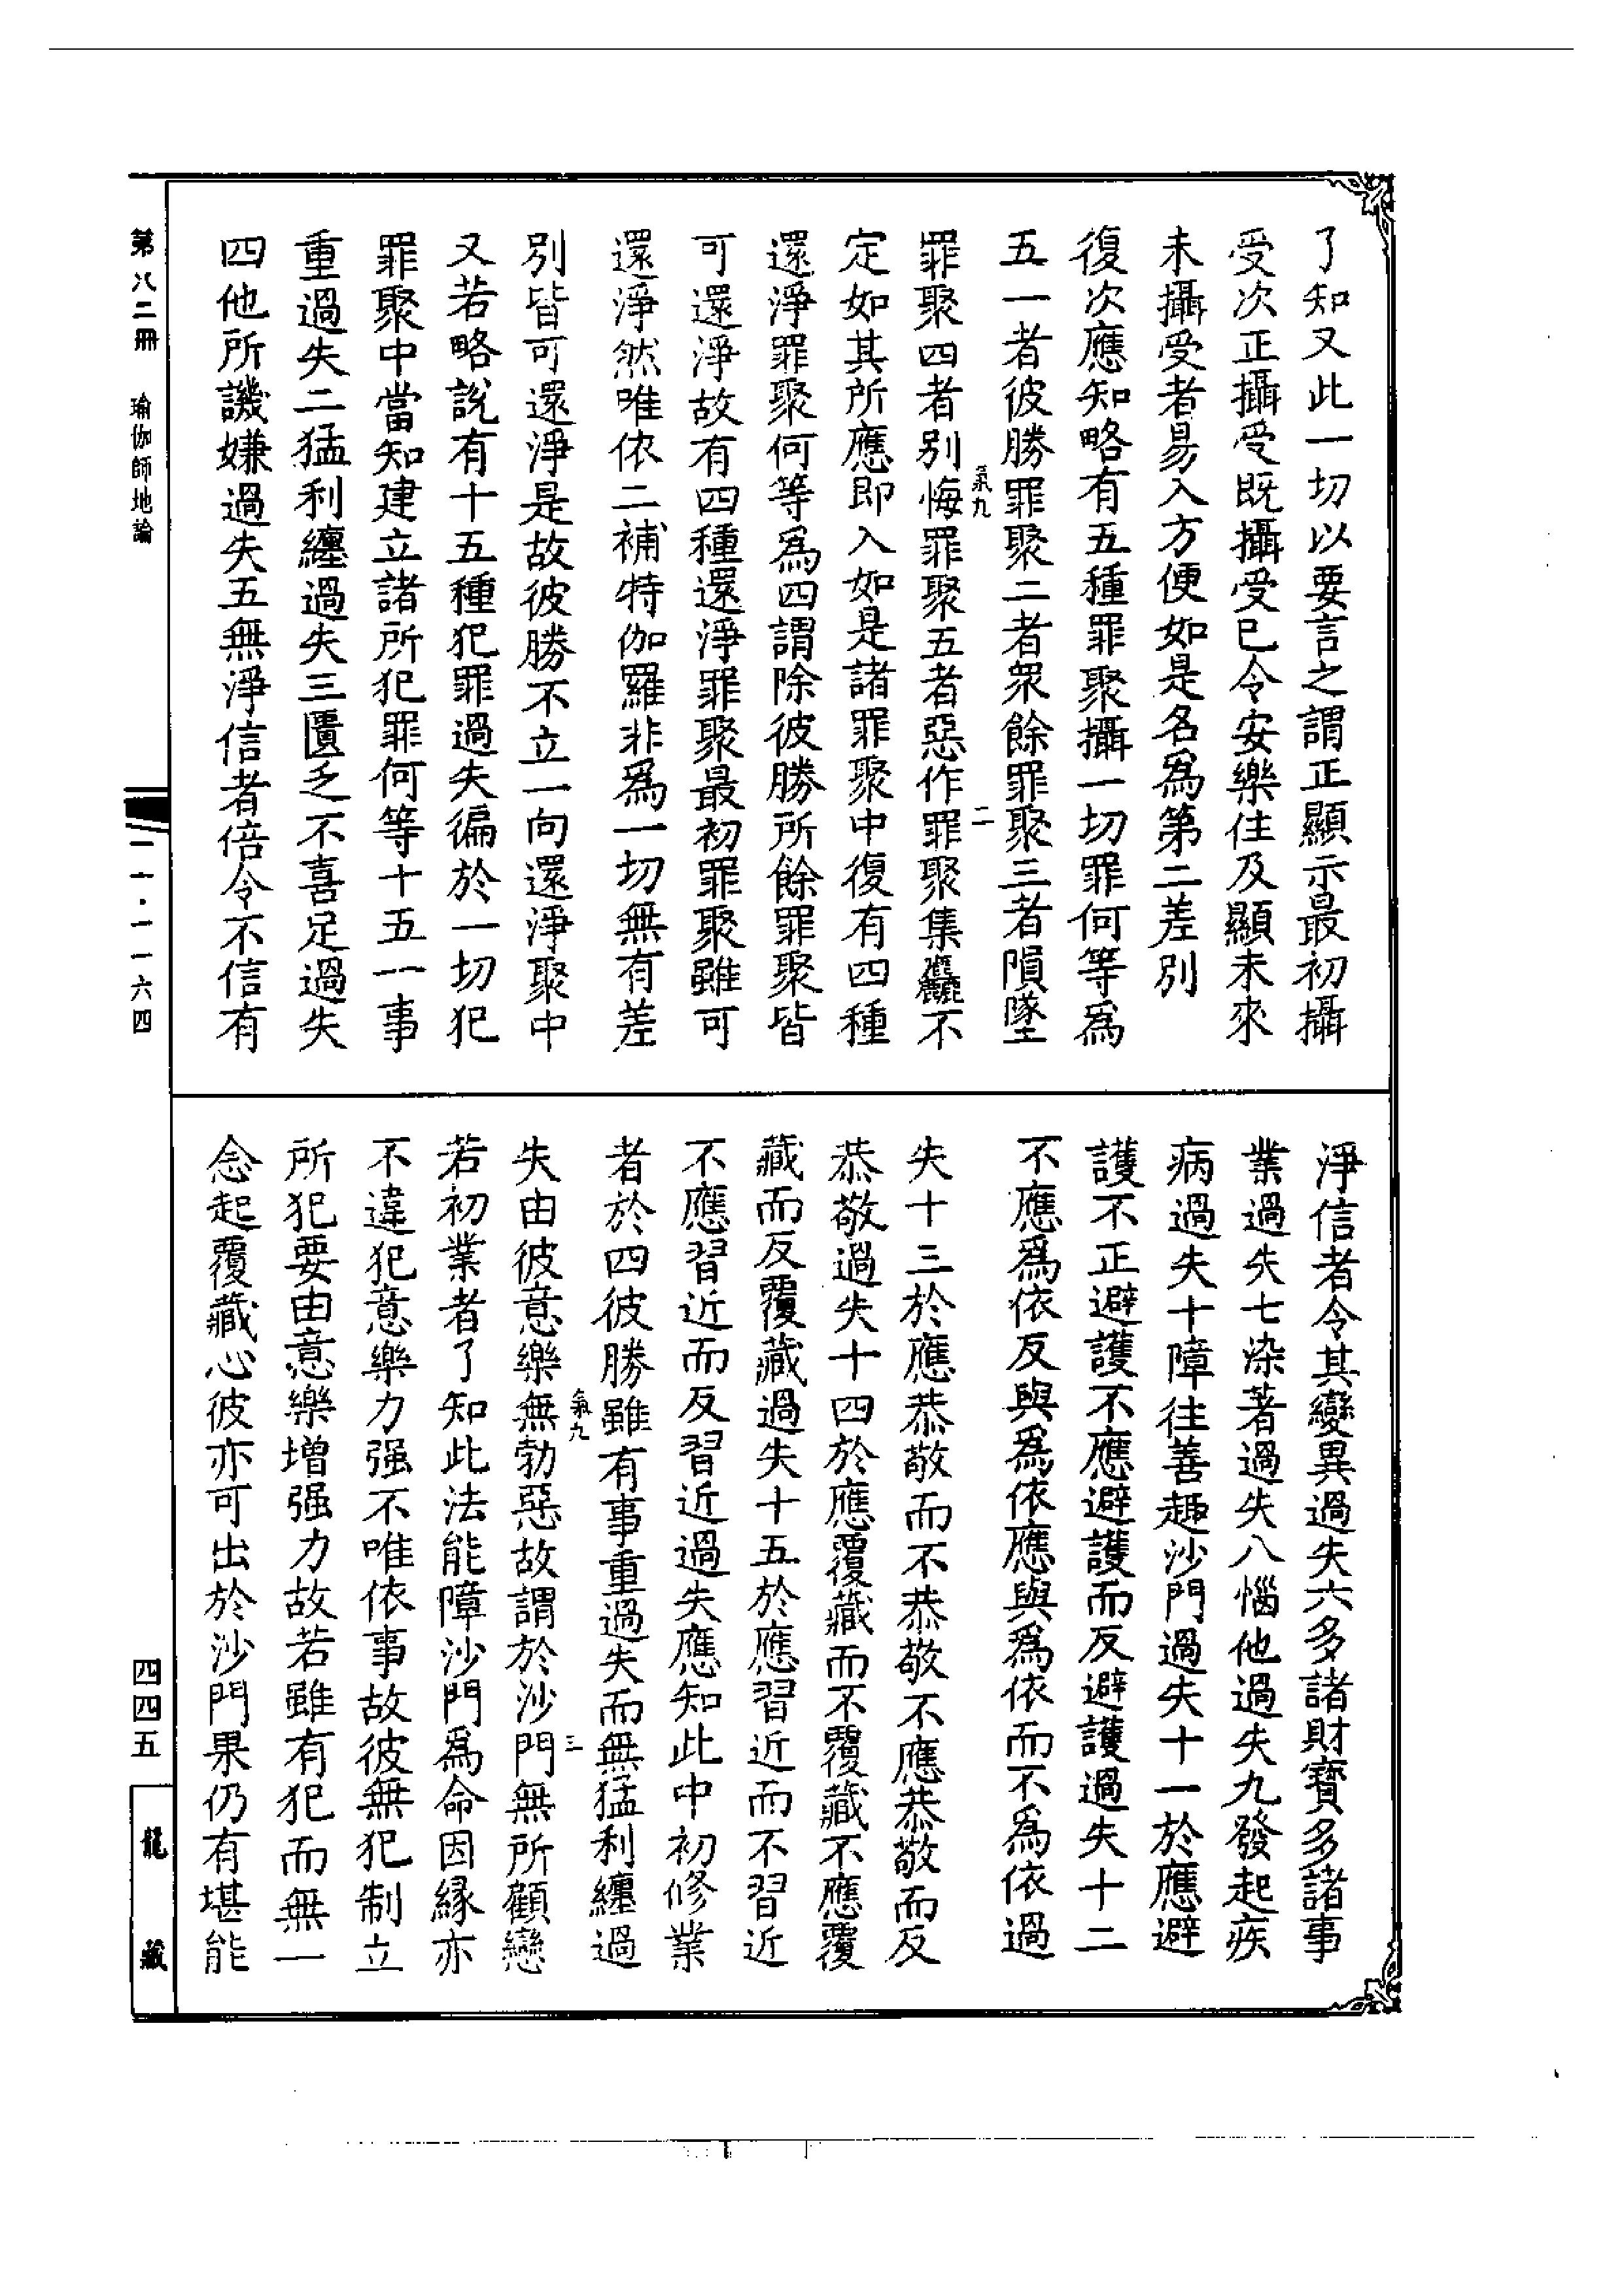 了知又此一切以要言之謂正顯示最初攝
受次正攝受既攝受已令安樂住及顯未來
未攝受者易入方便如是名為第二差別
復次應知略有五種罪聚攝一切罪何等為
五一者彼勝罪聚二者眾餘罪聚三者隕墜
氣九
二
罪聚四者別悔罪聚五者惡作罪聚集麤不
定如其所應即入如是諸罪聚中復有四種
還淨罪聚何等為四謂除彼勝所餘罪聚皆
可還淨故有四種還淨罪聚最初罪聚雖可
還淨然唯依二補特伽羅非為一切無有差
別皆可還淨是故彼勝不立一向還淨聚中
又若略說有十五種犯罪過失徧於一切犯
罪聚中當知建立諸所犯罪何等十五一事
重過失二猛利纏過失三匱乏不喜足過失
四他所譏嫌過失五無淨信者倍令不信有
淨信者令其變異過失六多諸財寶多諸事
業過失七染著過失八惱他過失九發起疾
病過失十障往善趣沙門過失十一於應避
護不正避護不應避護而反避護過失十二
不應為依反與為依應與為依而不為依過
失十三於應恭敬而不恭敬不應恭敬而反
恭敬過失十四於應覆藏而不覆藏不應覆
藏而反覆藏過失十五於應習近而不習近
不應習近而反習近過失應知此中初修業
者於四彼勝雖有事重過失而無猛利纏過
氣九
三
失由彼意樂無勃惡故謂於沙門無所顧戀
若初業者了知此法能障沙門為命因緣亦
不違犯意樂力强不唯依事故彼無犯制立
所犯要由意樂增强力故若雖有犯而無一
念起覆藏心彼亦可出於沙門果仍有堪能
第八二冊
瑜伽師地論
一一·一一六四
四四五
龍藏